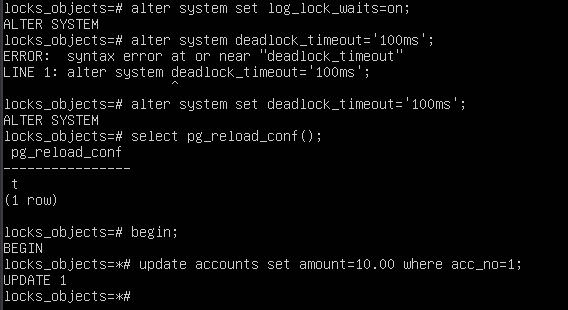 locks_objects=# alter system set log_lock_waits=on;
ALTER SYSTEM
locks_objects=# alter system deadlock_timeout='100ms';
ERROR:  syntax error at or near "deadlock_timeout"
LINE 1: alter system deadlock_timeout='100ms';
                     ^
locks_objects=# alter system set deadlock_timeout='100ms';
ALTER SYSTEM
locks_objects=# select pg_reload_conf();
 pg_reload_conf
----------------
 t
(1 row)

locks_objects=# begin;
BEGIN
locks_objects=*# update accounts set amount=10.00 where acc_no=1;
UPDATE 1
locks_objects=*#